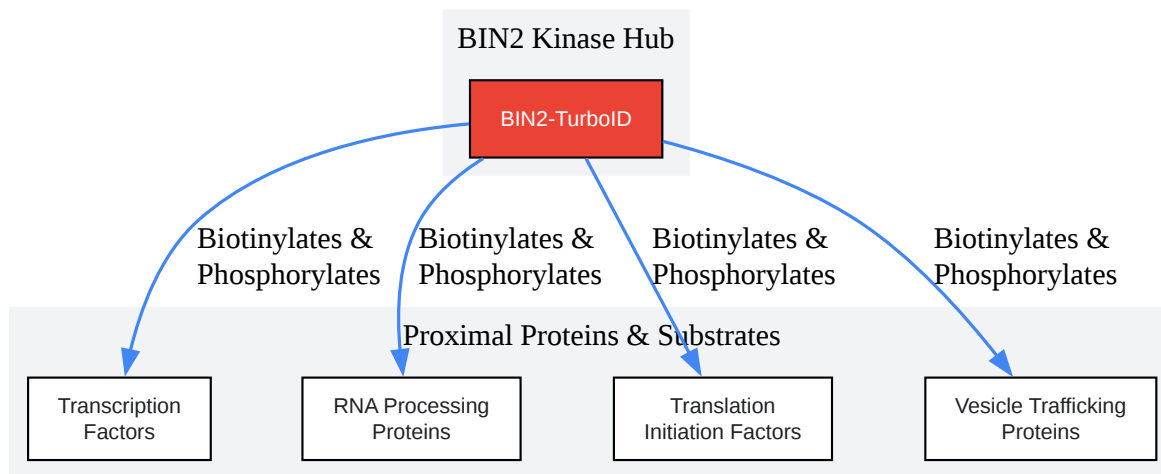 BIN2 Kinase Hub
BIN2-TurboID
Biotinylates &
Phosphorylates
Biotinylates &
Phosphorylates
Biotinylates &
Phosphorylates
Biotinylates &
Phosphorylates
Proximal Proteins & Substrates
Transcription
Factors
RNA Processing
Proteins
Translation
Initiation Factors
Vesicle Trafficking
Proteins